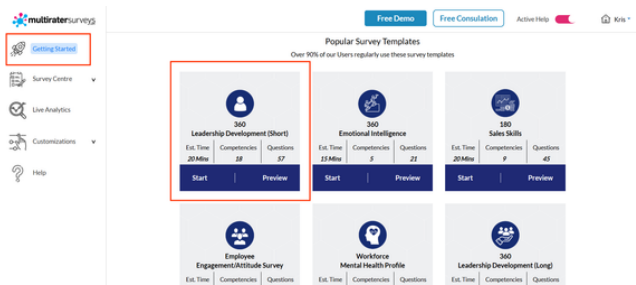 multiratersurveys
Free Demo
Free Consulation
Active Help
Kris
Getting Started
Survey Centre
Live Analytics
Customizations
Help
Popular Survey Templates
Over 90% of our Users regularly use these survey templates
360
Leadership Development (Short)
Est. Time Competencies Questions
20 Mins 18 57
Start Preview
360
Emotional Intelligence
Est. Time Competencies Questions
15 Mins 5 21
Start Preview
180
Sales Skills
Est. Time Competencies Questions
20 Mins 9 45
Start Preview
Employee
Engagement/Attitude Survey
Est. Time Competencies Questions
Workforce
Mental Health Profile
Est. Time Competencies Questions
360
Leadership Development (Long)
Est. Time Competencies Questions